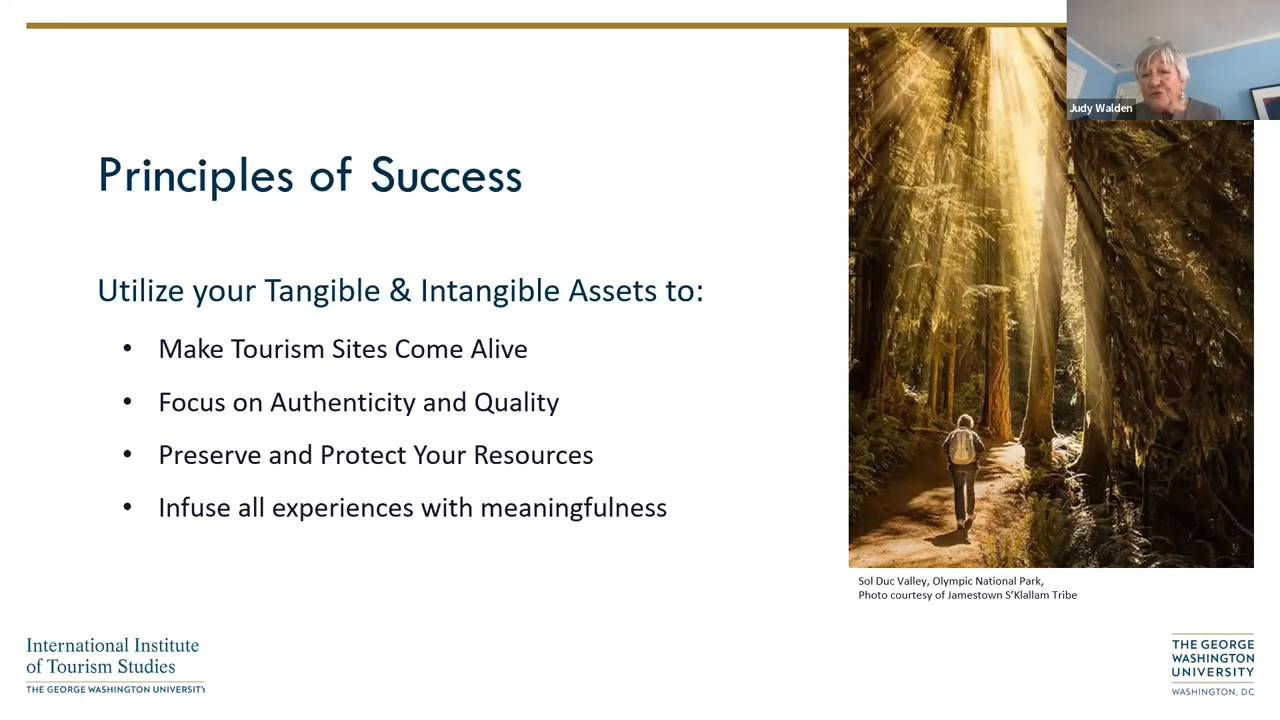 Judy Walden
Principles of Success
Utilize your Tangible & Intangible Assets to:
• Make Tourism Sites Come Alive
• Focus on Authenticity and Quality
• Preserve and Protect Your Resources
• Infuse all experiences with meaningfulness
Sol Duc Valley, Olympic National Park,
Photo courtesy of Jamestown S’Klallam Tribe
International Institute
of Tourism Studies
THE GEORGE WASHINGTON UNIVERSITY
THE GEORGE
WASHINGTON
UNIVERSITY
WASHINGTON, DC